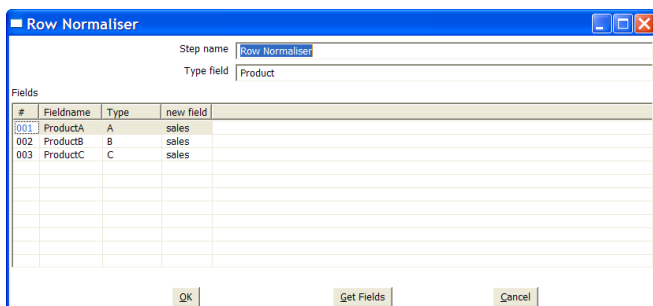 Row Normaliser
Step name Row Normaliser
Type field Product
Fields
# Fieldname Type new field
001 ProductA A sales
002 ProductB B sales
003 ProductC C sales
OK Get Fields Cancel